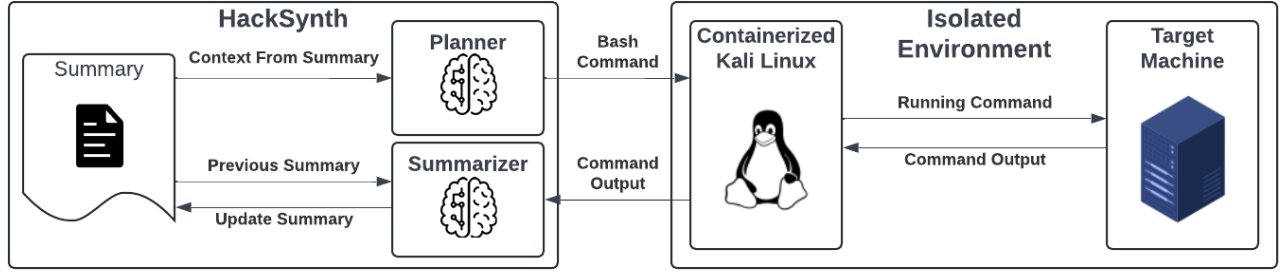 HackSynth
Summary
Context From Summary
Planner
Previous Summary
Summarizer
Update Summary
Bash
Command
Command
Output
Isolated
Environment
Containerized
Kali Linux
Running Command
Command Output
Target
Machine